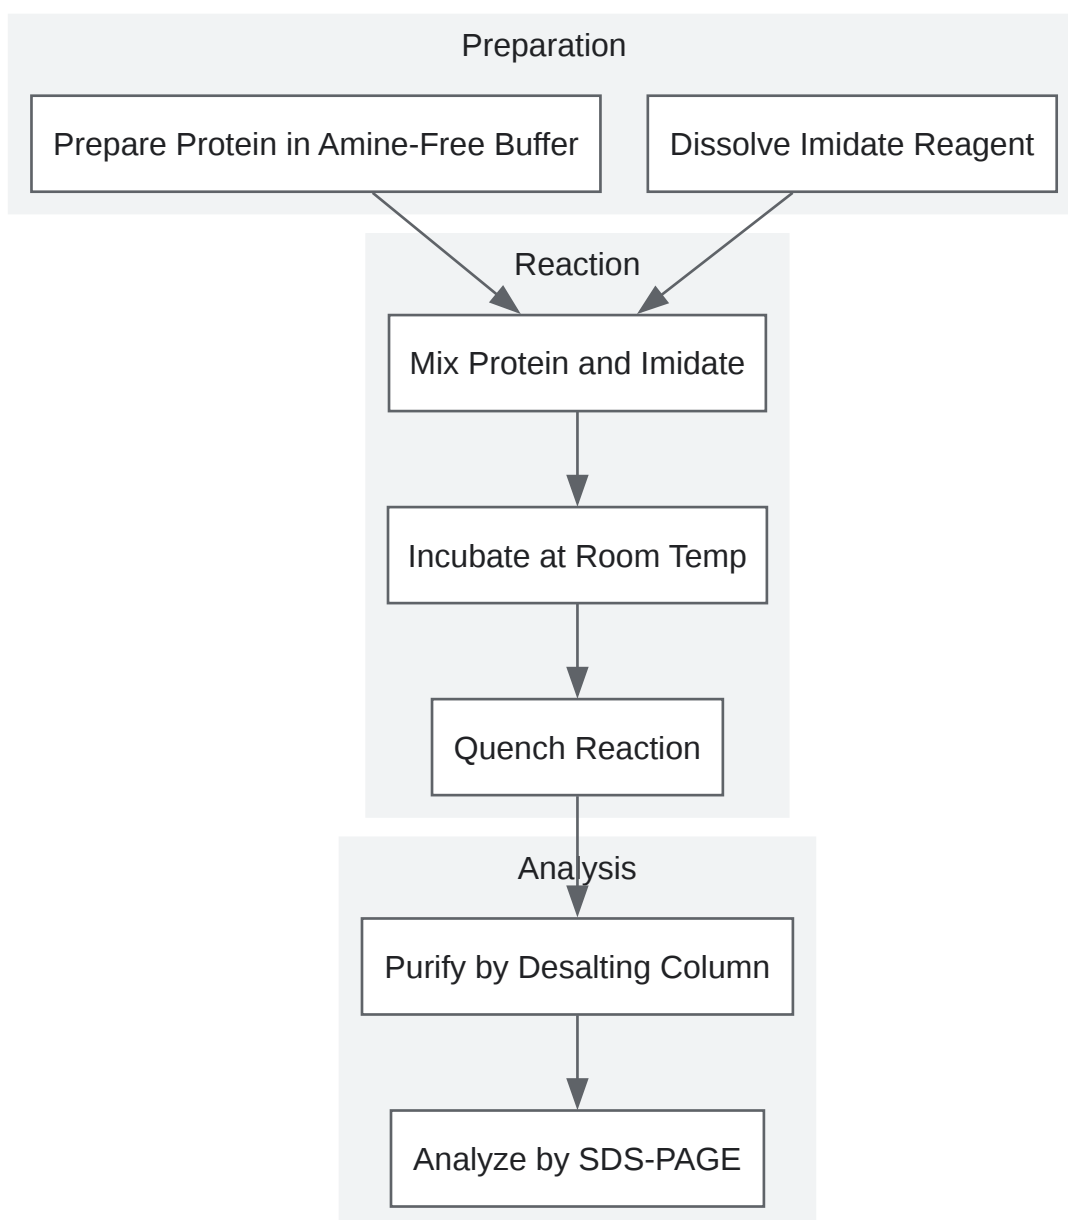 Preparation
Prepare Protein in Amine-Free Buffer
Dissolve Imidate Reagent
Reaction
Mix Protein and Imidate
Incubate at Room Temp
Quench Reaction
Analysis
Purify by Desalting Column
Analyze by SDS-PAGE